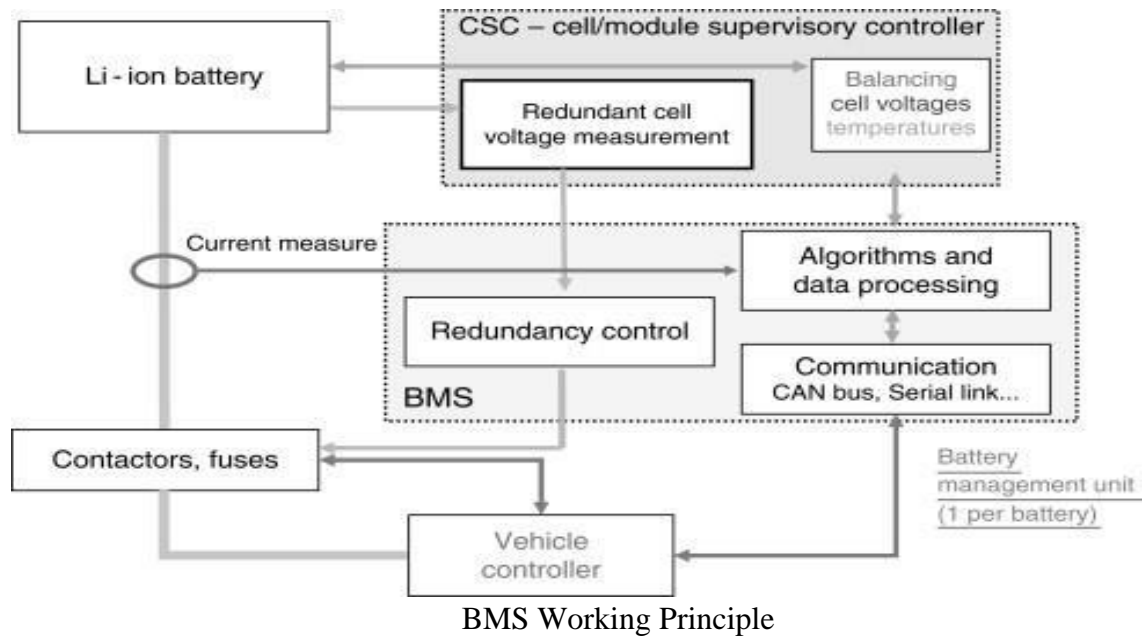 CSC – cell/module supervisory controller
Li-ion battery
Redundant cell
voltage measurement
Balancing
cell voltages
temperatures
Current measure
Algorithms and
data processing
Redundancy control
Communication
CAN bus, Serial link...
BMS
Contactors, fuses
Battery
management unit
(1 per battery)
Vehicle
controller
BMS Working Principle